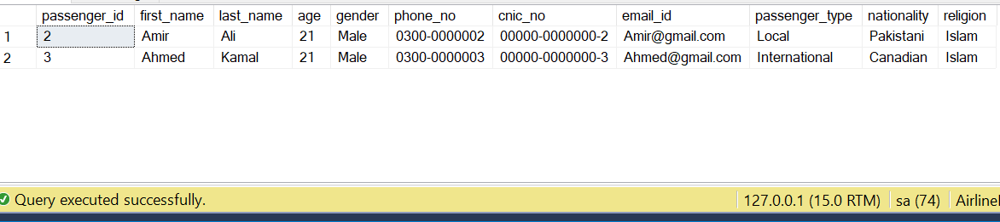 passenger_id first_name last_name age gender phone_no cnic_no email_id passenger_type nationality religion
1 2 Amir Ali 21 Male 0300-0000002 00000-0000000-2 Amir@gmail.com Local Pakistani Islam
2 3 Ahmed Kamal 21 Male 0300-0000003 00000-0000000-3 Ahmed@gmail.com International Canadian Islam
Query executed successfully. 127.0.0.1 (15.0 RTM) sa (74)